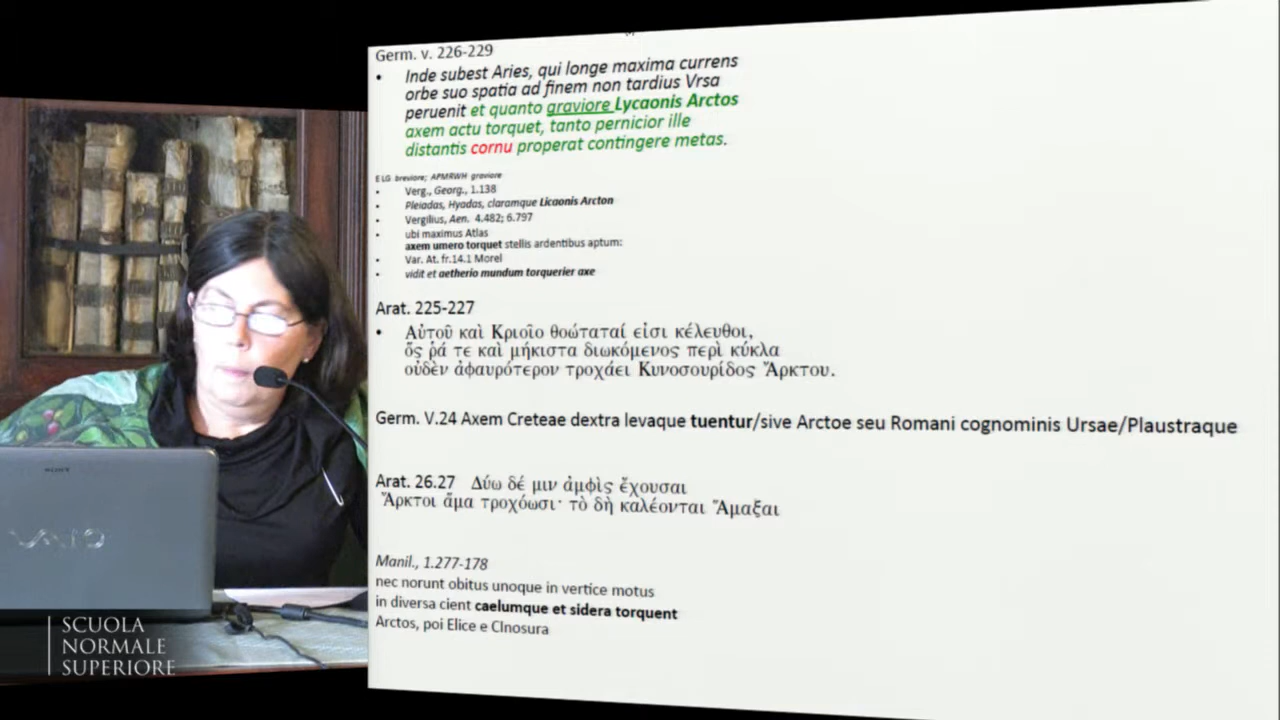 Germ. v. 226-229
• Inde subest Aries, qui longe maxima currens
orbe suo spatia ad finem non tardius Vrsa
peruenit et quanto graviore Lycaonis Arctos
axem actu torquet, tanto pernicior ille
distantis cornu properat contingere metas.
E LG breviore; APMRWH graviore
• Verg., Georg., 1.138
• Pleiadas, Hyadas, claramque Licaonis Arcton
• Vergilius, Aen. 4.482; 6.797
• ubi maximus Atlas
axem umero torquet stellis ardentibus aptum:
• Var. At. fr.14.1 Morel
• vidit et aetherio mundum torquerier axe
Arat. 225-227
• Αὐτοῦ καὶ Κριοῖο θοώταταί εἰσι κέλευθοι,
ὅς ῥά τε καὶ μήκιστα διωκόμενος περὶ κύκλα
οὐδὲν ἀφαυρότερον τροχάει Κυνοσουρίδος Ἄρκτου.
Germ. V.24 Axem Creteae dextra levaque tuentur/sive Arctoe seu Romani cognominis Ursae/Plaustraque
Arat. 26.27 Δύω δέ μιν ἀμφὶς ἔχουσαι
Ἄρκτοι ἅμα τροχόωσι· τὸ δὴ καλέονται Ἅμαξαι
Manil., 1.277-178
nec norunt obitus unoque in vertice motus
in diversa cient caelumque et sidera torquent
Arctos, poi Elice e CInosura
SONY
VAIO
SCUOLA
NORMALE
SUPERIORE